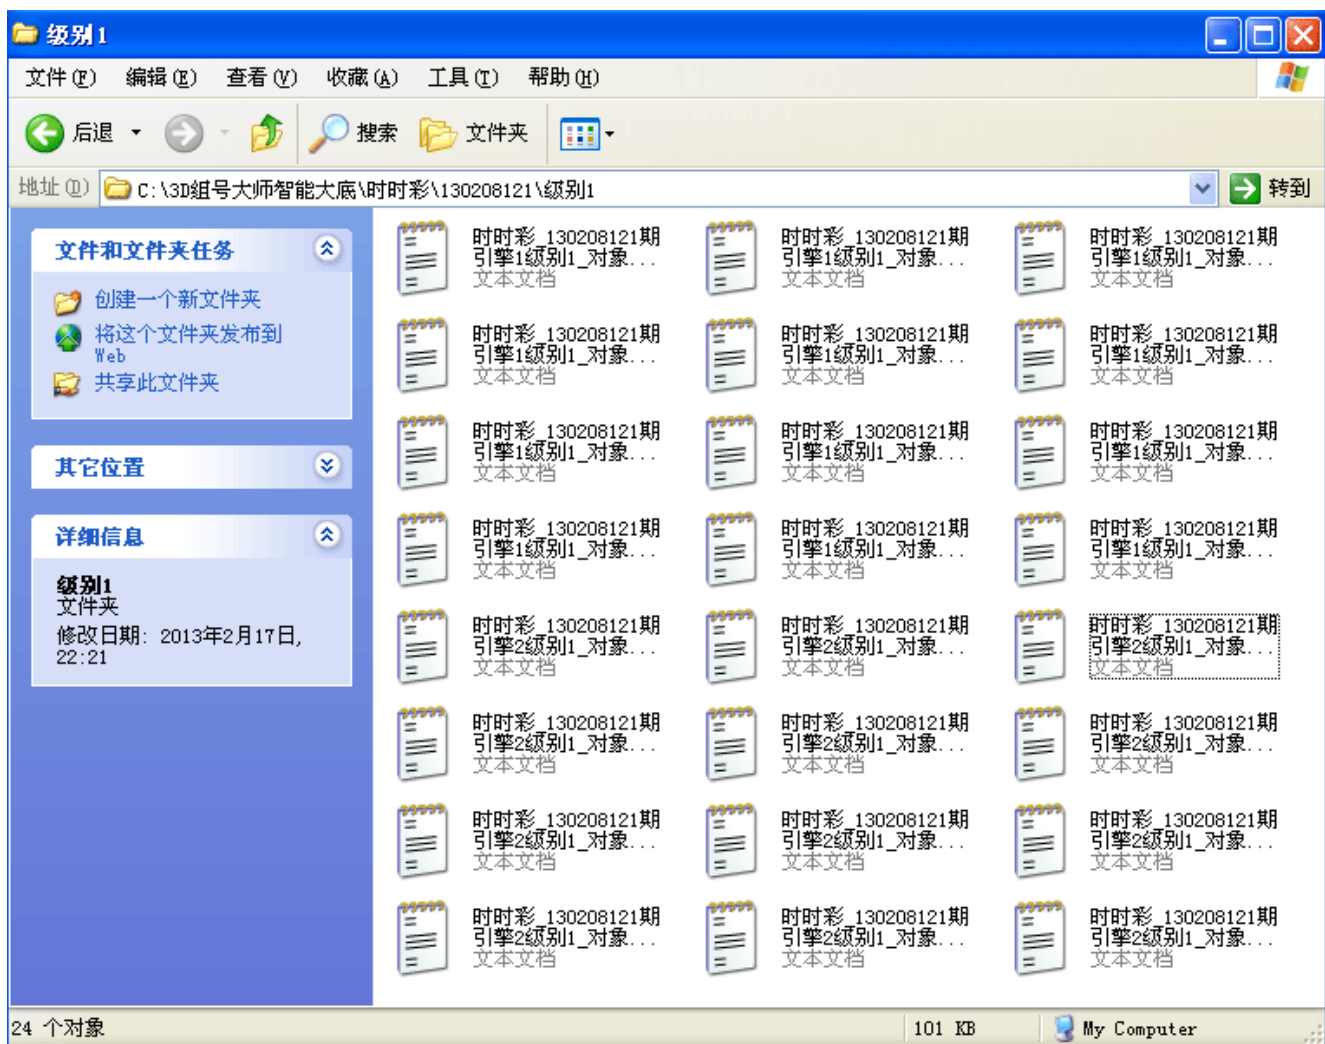 级别1
文件(F) 编辑(E) 查看(V) 收藏(A) 工具(T) 帮助(H)
后退 搜索 文件夹
地址(D) C:\3D组号大师智能大底\时时彩\130208121\级别1 转到
文件和文件夹任务
创建一个新文件夹
将这个文件夹发布到
Web
共享此文件夹
其它位置
详细信息
级别1
文件夹
修改日期: 2013年2月17日,
22:21
时时彩_130208121期 时时彩_130208121期 时时彩_130208121期
引擎1级别1_对象... 引擎1级别1_对象... 引擎1级别1_对象...
文本文档 文本文档 文本文档
时时彩_130208121期 时时彩_130208121期 时时彩_130208121期
引擎1级别1_对象... 引擎1级别1_对象... 引擎1级别1_对象...
文本文档 文本文档 文本文档
时时彩_130208121期 时时彩_130208121期 时时彩_130208121期
引擎1级别1_对象... 引擎1级别1_对象... 引擎1级别1_对象...
文本文档 文本文档 文本文档
时时彩_130208121期 时时彩_130208121期 时时彩_130208121期
引擎1级别1_对象... 引擎1级别1_对象... 引擎1级别1_对象...
文本文档 文本文档 文本文档
时时彩_130208121期 时时彩_130208121期 时时彩_130208121期
引擎2级别1_对象... 引擎2级别1_对象... 引擎2级别1_对象...
文本文档 文本文档 文本文档
时时彩_130208121期 时时彩_130208121期 时时彩_130208121期
引擎2级别1_对象... 引擎2级别1_对象... 引擎2级别1_对象...
文本文档 文本文档 文本文档
时时彩_130208121期 时时彩_130208121期 时时彩_130208121期
引擎2级别1_对象... 引擎2级别1_对象... 引擎2级别1_对象...
文本文档 文本文档 文本文档
时时彩_130208121期 时时彩_130208121期 时时彩_130208121期
引擎2级别1_对象... 引擎2级别1_对象... 引擎2级别1_对象...
文本文档 文本文档 文本文档
24 个对象 101 KB My Computer